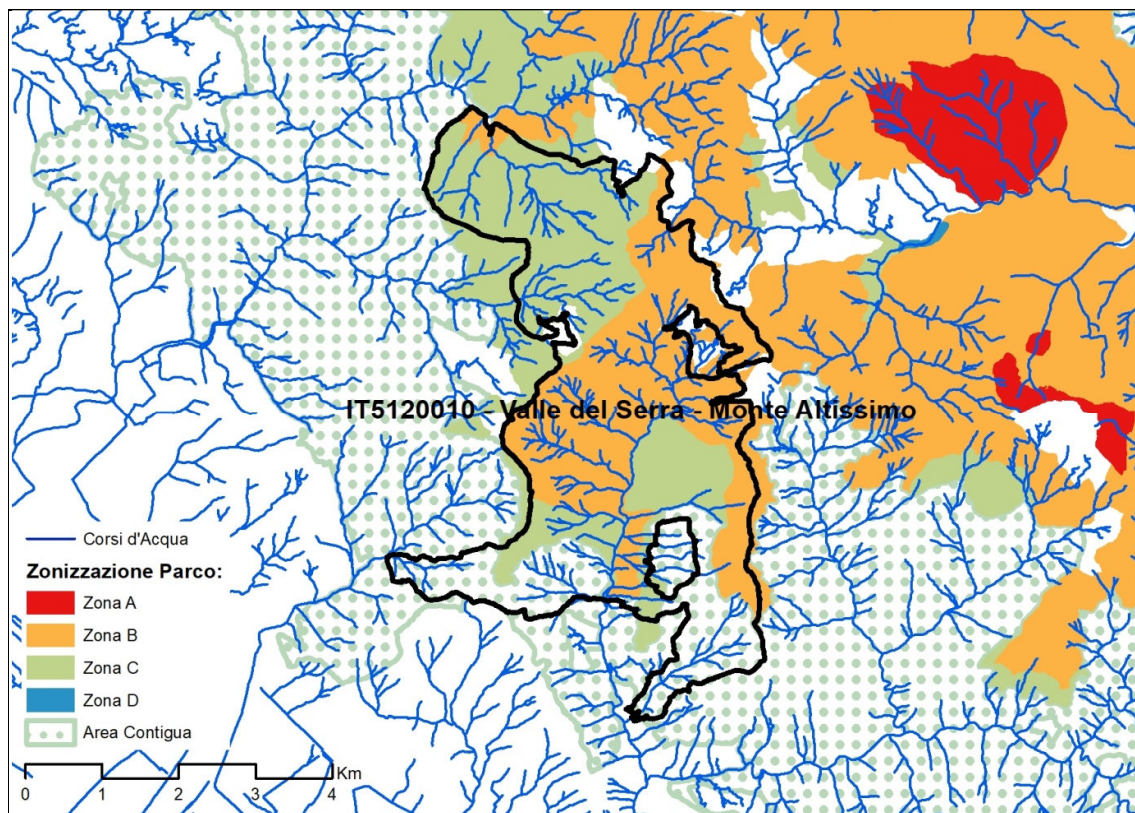 IT5120010 - Valle del Serra - Monte Altissimo
Corsi d'Acqua
Zonizzazione Parco:
Zona A
Zona B
Zona C
Zona D
Area Contigua
Km
0 1 2 3 4